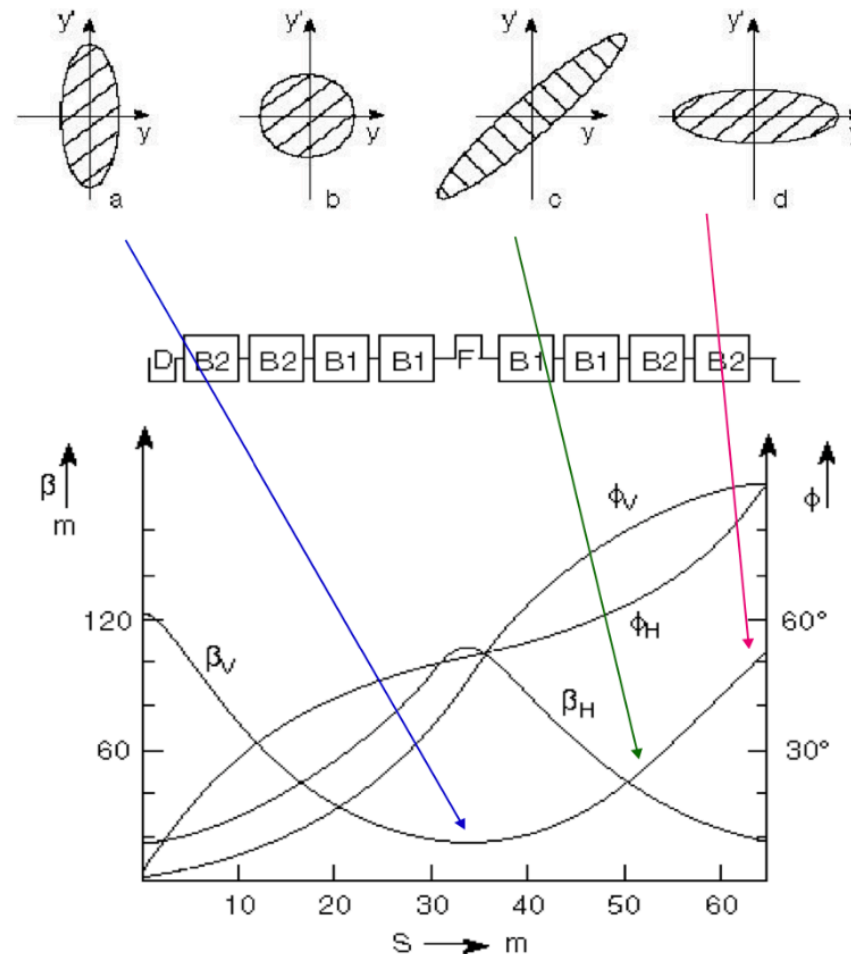 y' y' y' y'
y y y y
a b c d
D B2 B2 B1 B1 F B1 B1 B2 B2
β ϕ
m
ϕV
120 60°
βV ϕH
βH
60 30°
10 20 30 40 50 60
S m